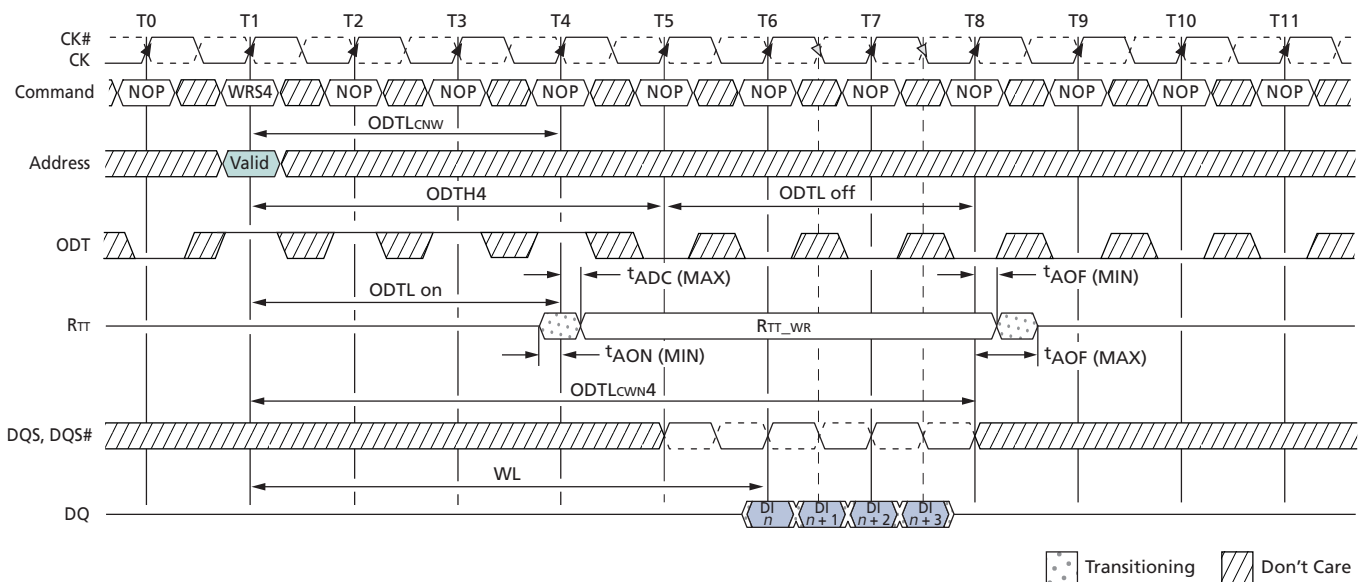 T0 T1 T2 T3 T4 T5 T6 T7 T8 T9 T10 T11
CK#
CK
Command NOP WRS4 NOP NOP NOP NOP NOP NOP NOP NOP NOP NOP
ODTLCNW
Address Valid
ODTH4 ODTL off
ODT
tADC (MAX) tAOF (MIN)
ODTL on
RTT RTT_WR
tAON (MIN) tAOF (MAX)
ODTLCWN4
DQS, DQS#
WL
DQ DI n DI n + 1 DI n + 2 DI n + 3
Transitioning Don't Care